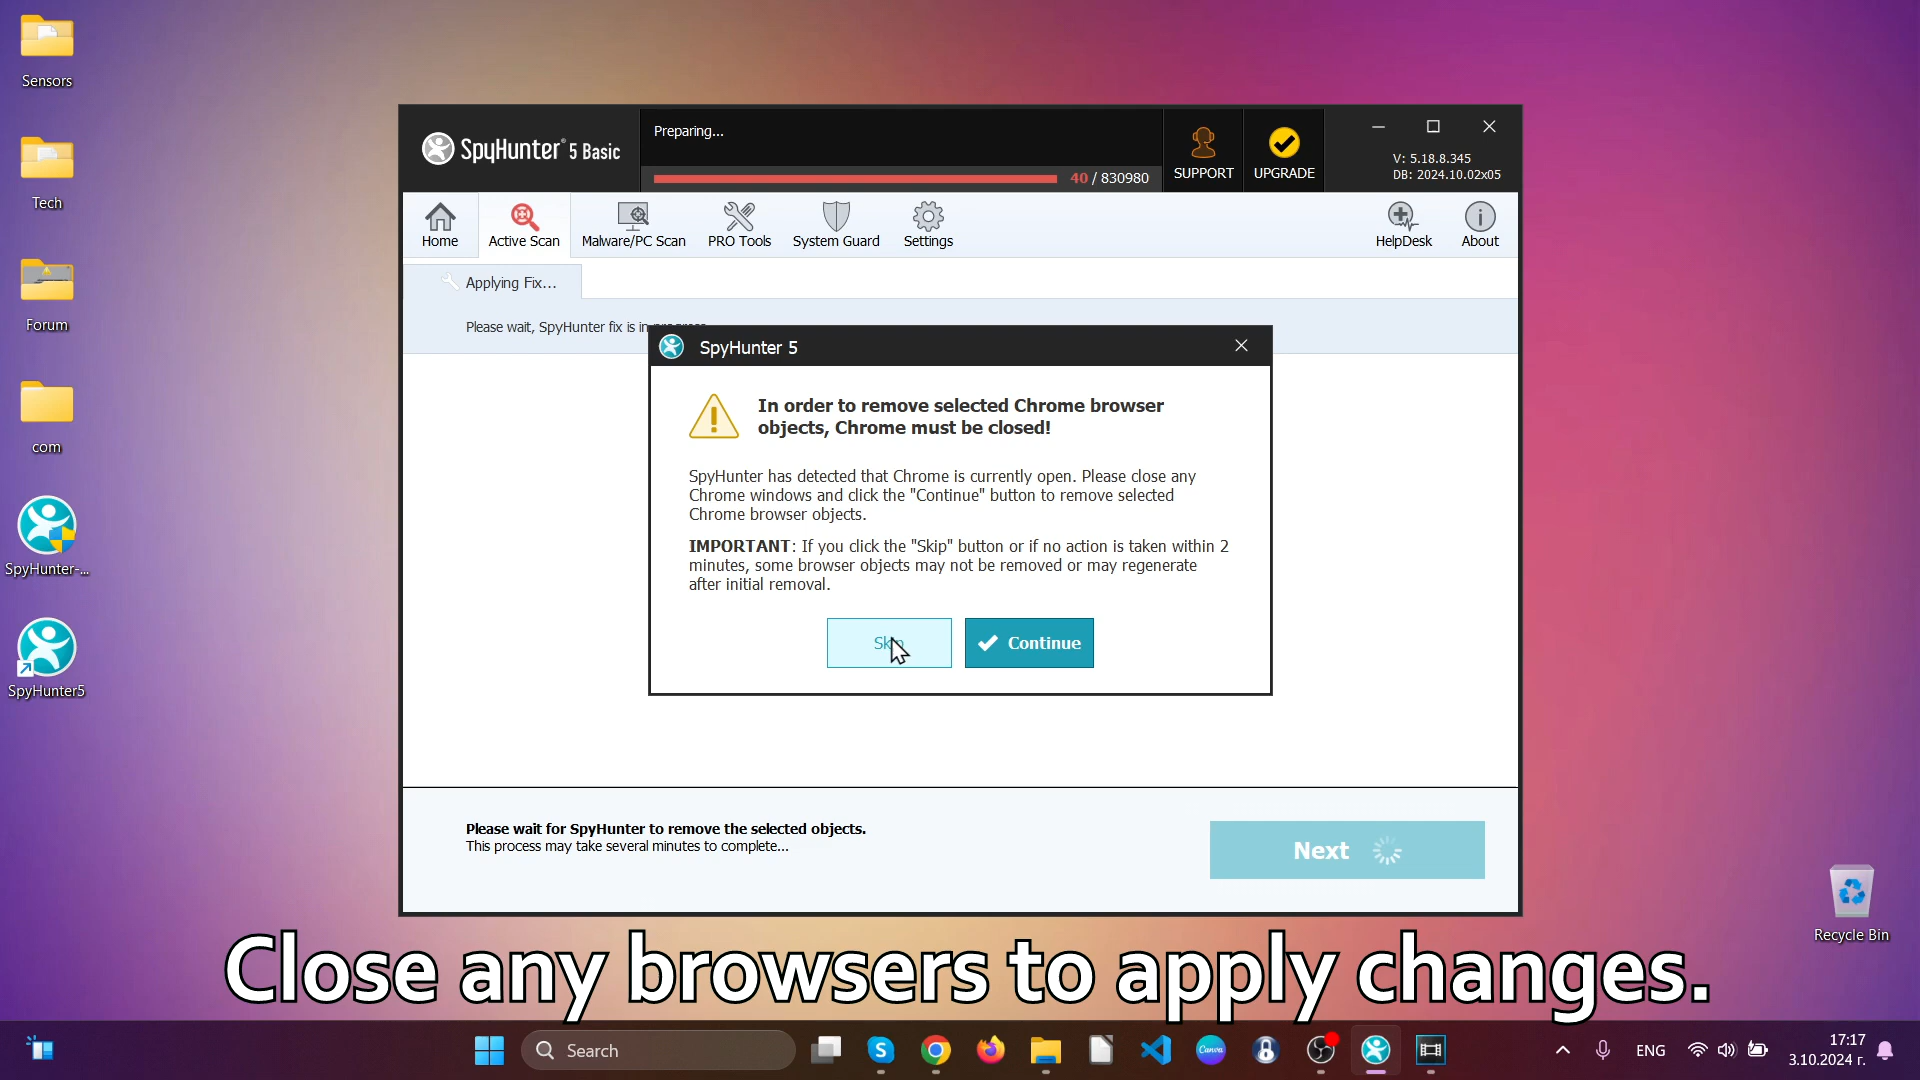 Sensors
Tech
Forum
com
SpyHunter-...
SpyHunter5
SpyHunter® 5 Basic
Preparing...
40 / 830980
SUPPORT
UPGRADE
V: 5.18.8.345
DB: 2024.10.02x05
Home
Active Scan
Malware/PC Scan
PRO Tools
System Guard
Settings
HelpDesk
About
Applying Fix...
Please wait, SpyHunter fix is in
SpyHunter 5
In order to remove selected Chrome browser
objects, Chrome must be closed!
SpyHunter has detected that Chrome is currently open. Please close any
Chrome windows and click the "Continue" button to remove selected
Chrome browser objects.
IMPORTANT: If you click the "Skip" button or if no action is taken within 2
minutes, some browser objects may not be removed or may regenerate
after initial removal.
Skip
Continue
Please wait for SpyHunter to remove the selected objects.
This process may take several minutes to complete...
Next
Recycle Bin
Close any browsers to apply changes.
Search
Canva
ENG
17:17
3.10.2024 г.